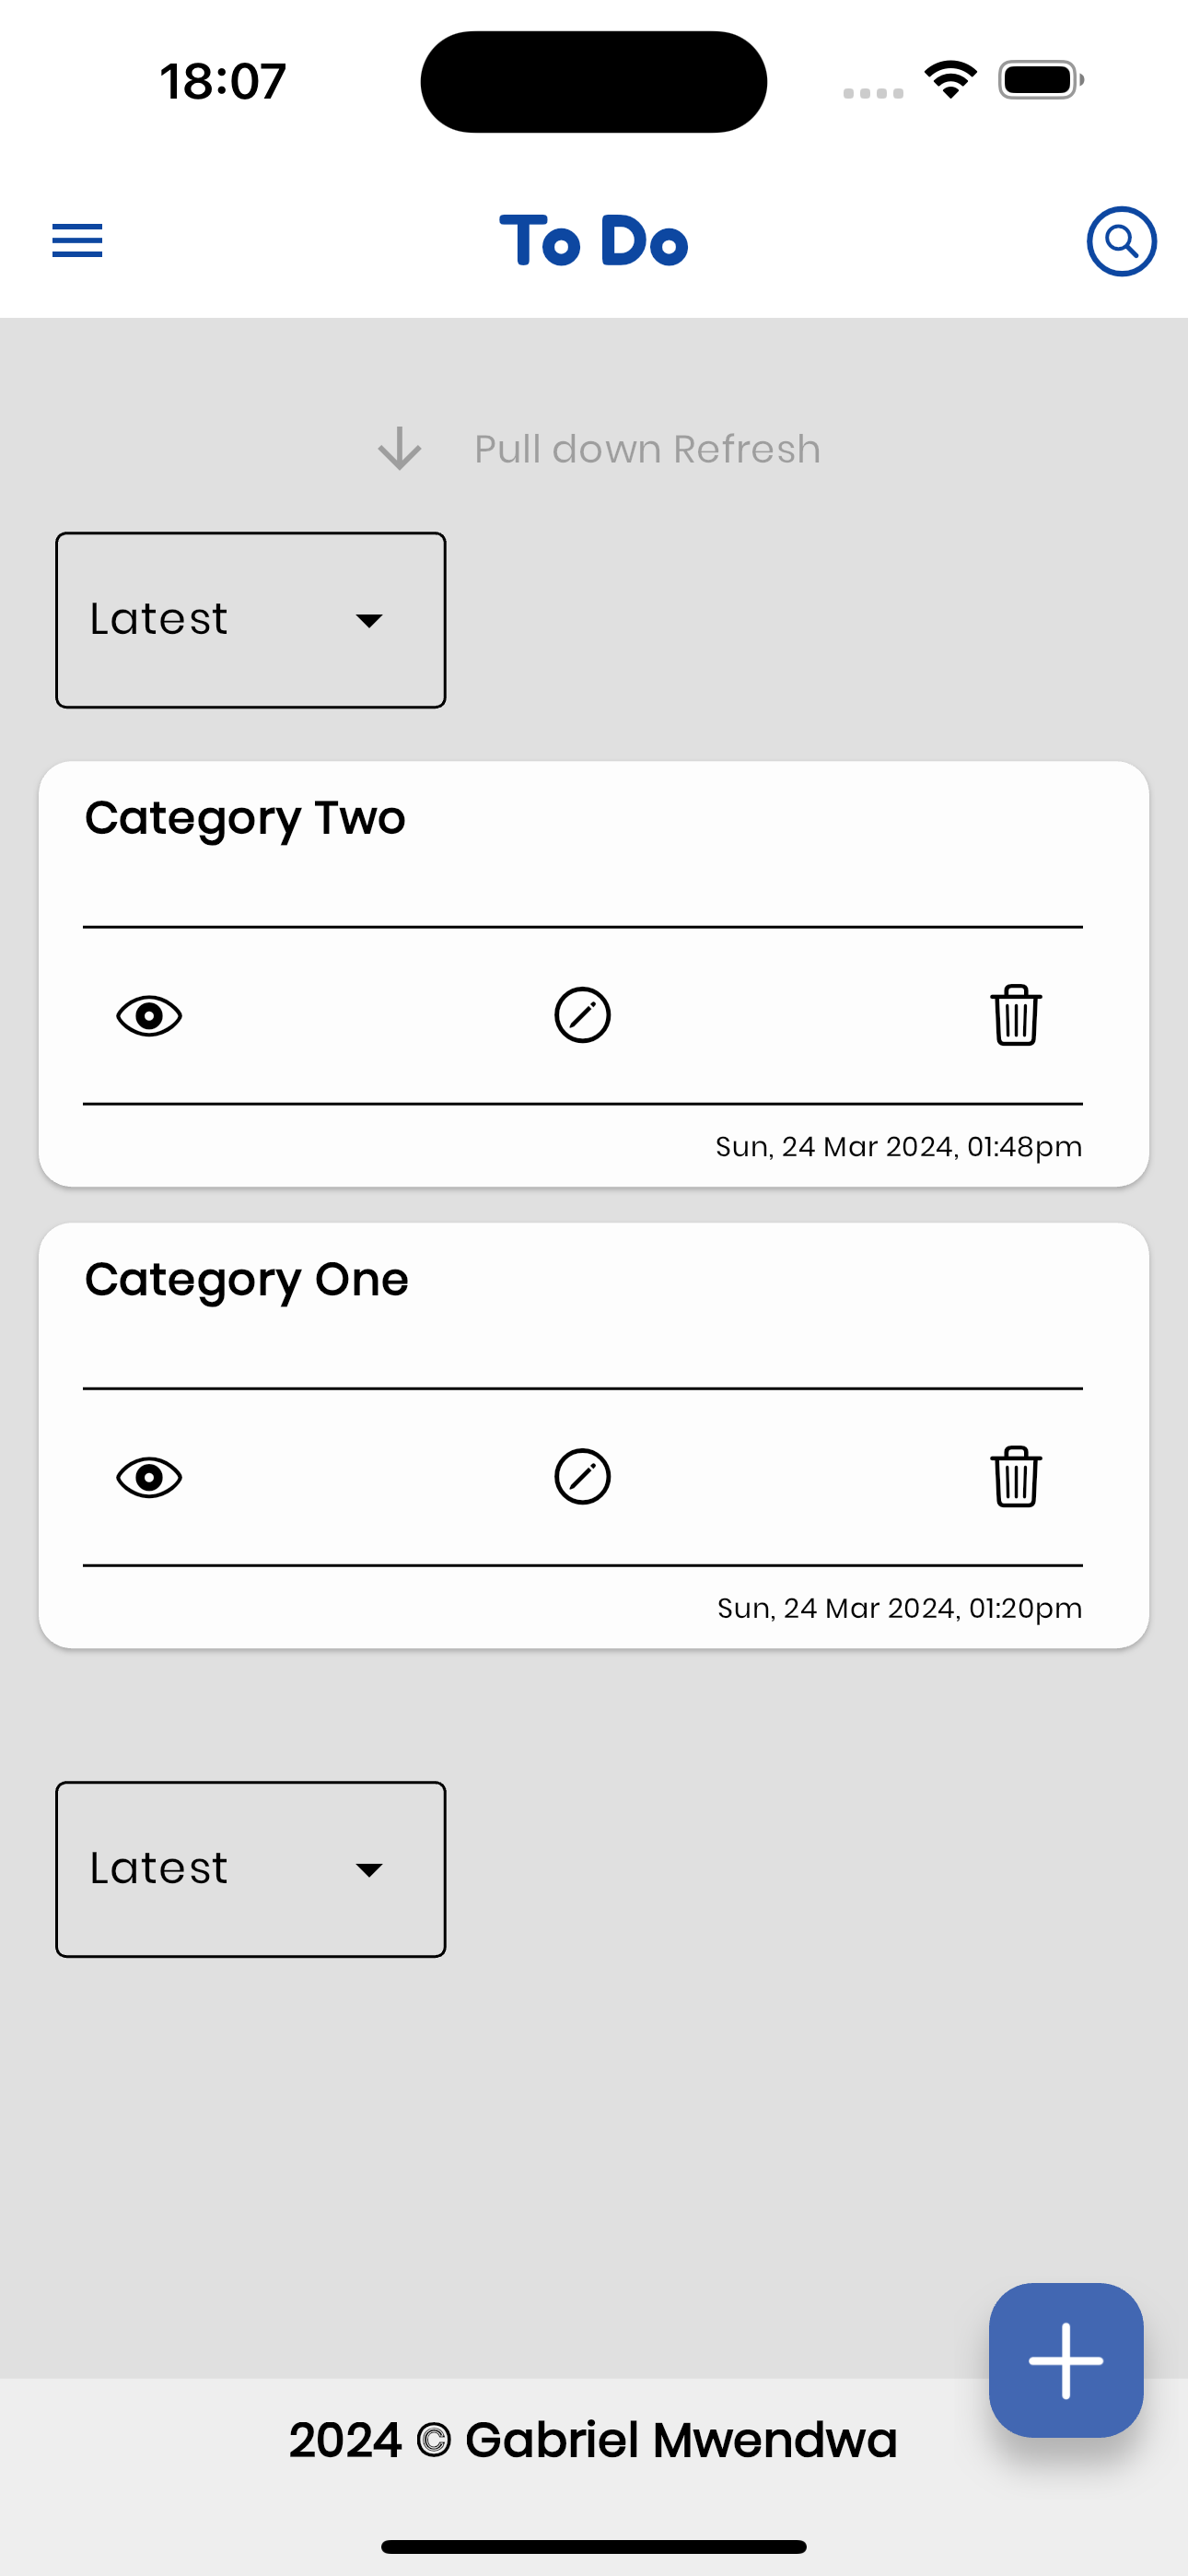 18:07
To Do
Pull down Refresh
Latest
Category Two
Sun, 24 Mar 2024, 01:48pm
Category One
Sun, 24 Mar 2024, 01:20pm
Latest
2024 © Gabriel Mwendwa